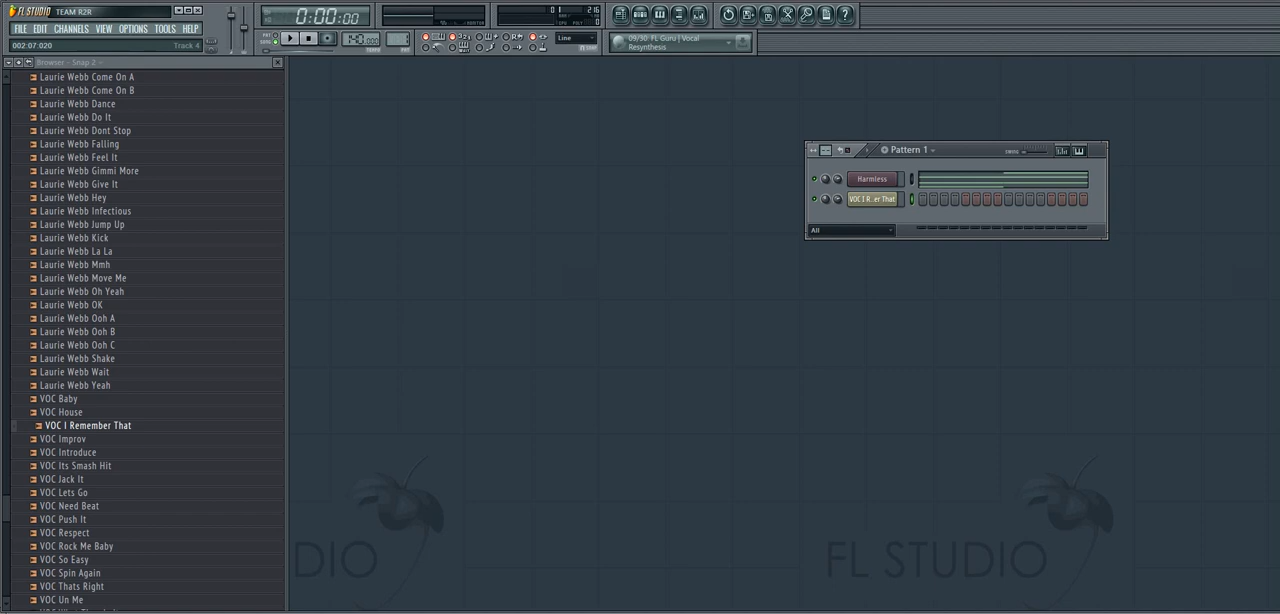 FL STUDIO TEAM R2R
FILE EDIT CHANNELS VIEW OPTIONS TOOLS HELP
002:07:020 Track 4
0:00:00
140.000
Line
01 216
0
09/30 FL Guru | Vocal
Resynthesis
Browser - Snap 2
Laurie Webb Come On A
Laurie Webb Come On B
Laurie Webb Dance
Laurie Webb Do It
Laurie Webb Dont Stop
Laurie Webb Falling
Laurie Webb Feel It
Laurie Webb Gimmi More
Laurie Webb Give It
Laurie Webb Hey
Laurie Webb Infectious
Laurie Webb Jump Up
Laurie Webb Kick
Laurie Webb La La
Laurie Webb Mmh
Laurie Webb Move Me
Laurie Webb Oh Yeah
Laurie Webb OK
Laurie Webb Ooh A
Laurie Webb Ooh B
Laurie Webb Ooh C
Laurie Webb Shake
Laurie Webb Wait
Laurie Webb Yeah
VOC Baby
VOC House
VOC I Remember That
VOC Improv
VOC Introduce
VOC Its Smash Hit
VOC Jack It
VOC Lets Go
VOC Need Beat
VOC Push It
VOC Respect
VOC Rock Me Baby
VOC So Easy
VOC Spin Again
VOC Thats Right
VOC Un Me
Pattern 1
Harmless
VOC I R..er That
All
DIO
FL STUDIO